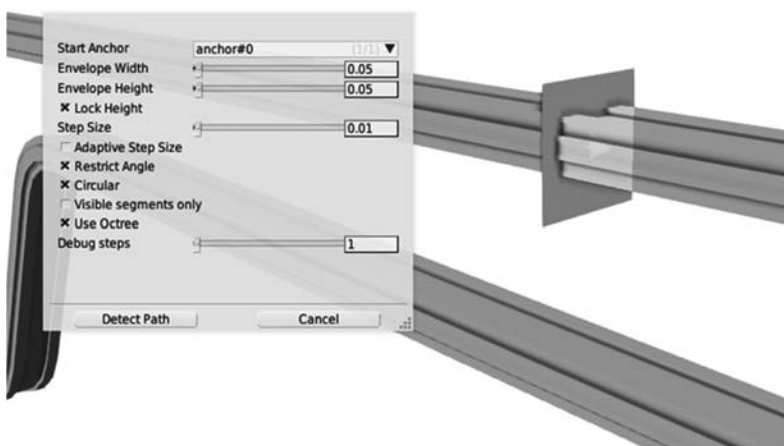 Start Anchor anchor#0 (1/1)
Envelope Width 0.05
Envelope Height 0.05
Lock Height
Step Size 0.01
Adaptive Step Size
Restrict Angle
Circular
Visible segments only
Use Octree
Debug steps 1
Detect Path Cancel